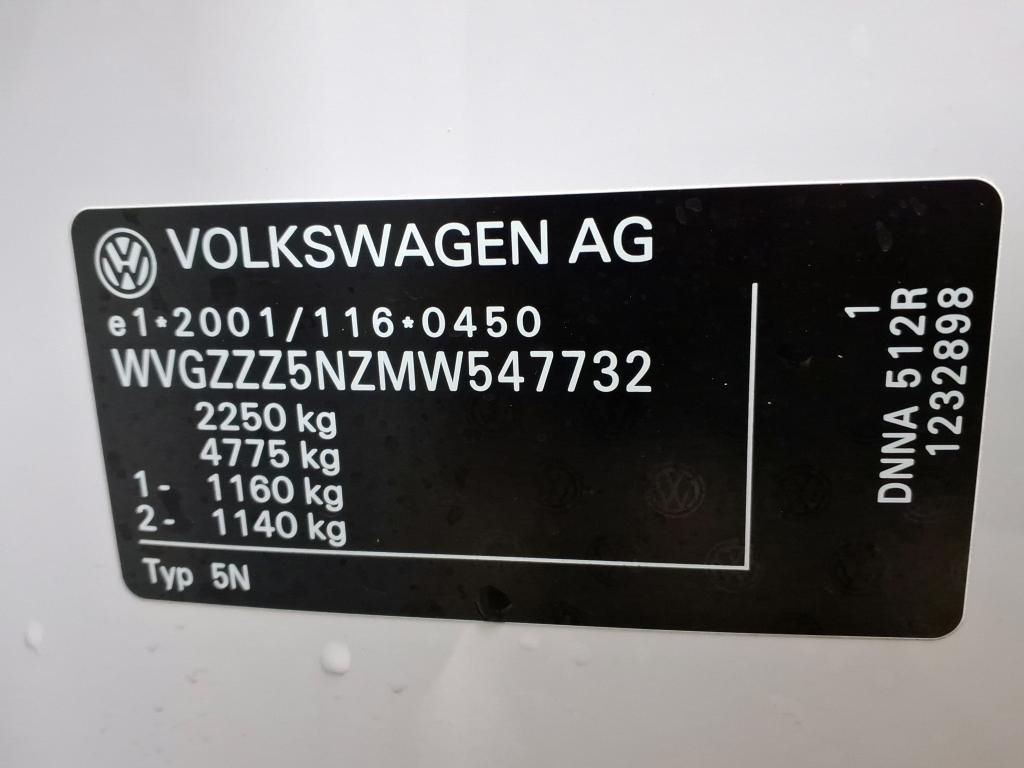 VOLKSWAGEN AG
e1*2001/116*0450
WVGZZZ5NZMW547732
2250 kg
4775 kg
1- 1160 kg
2- 1140 kg
Typ 5N
1
DNNA 512R
1232898